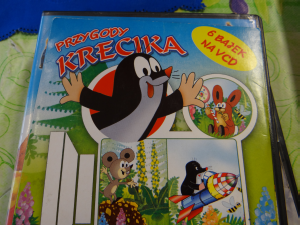 PRZYGODY
KRECIKA
6 BAJEK
NA VCD